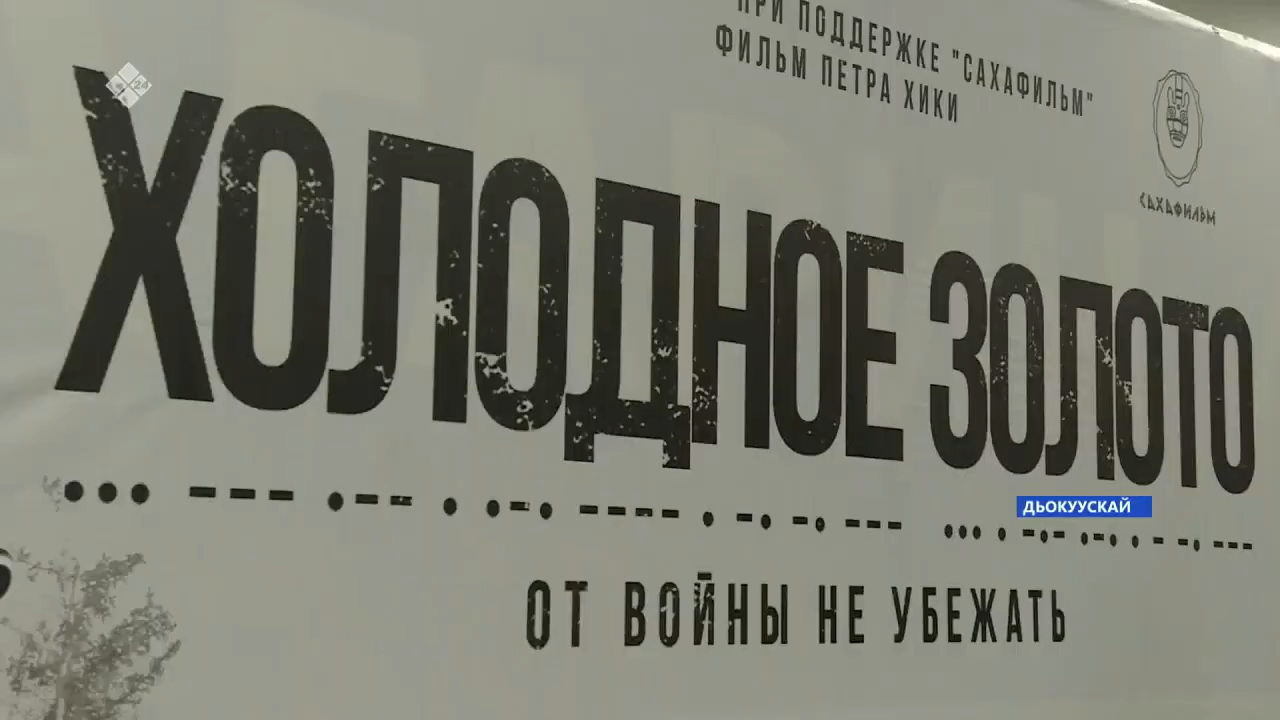 ПРИ ПОДДЕРЖКЕ "САХАФИЛЬМ"
ФИЛЬМ ПЕТРА ХИКИ
САХАФИЛЬМ
ХОЛОДНОЕ ЗОЛОТО
ДЬОКУУСКАЙ
ОТ ВОЙНЫ НЕ УБЕЖАТЬ